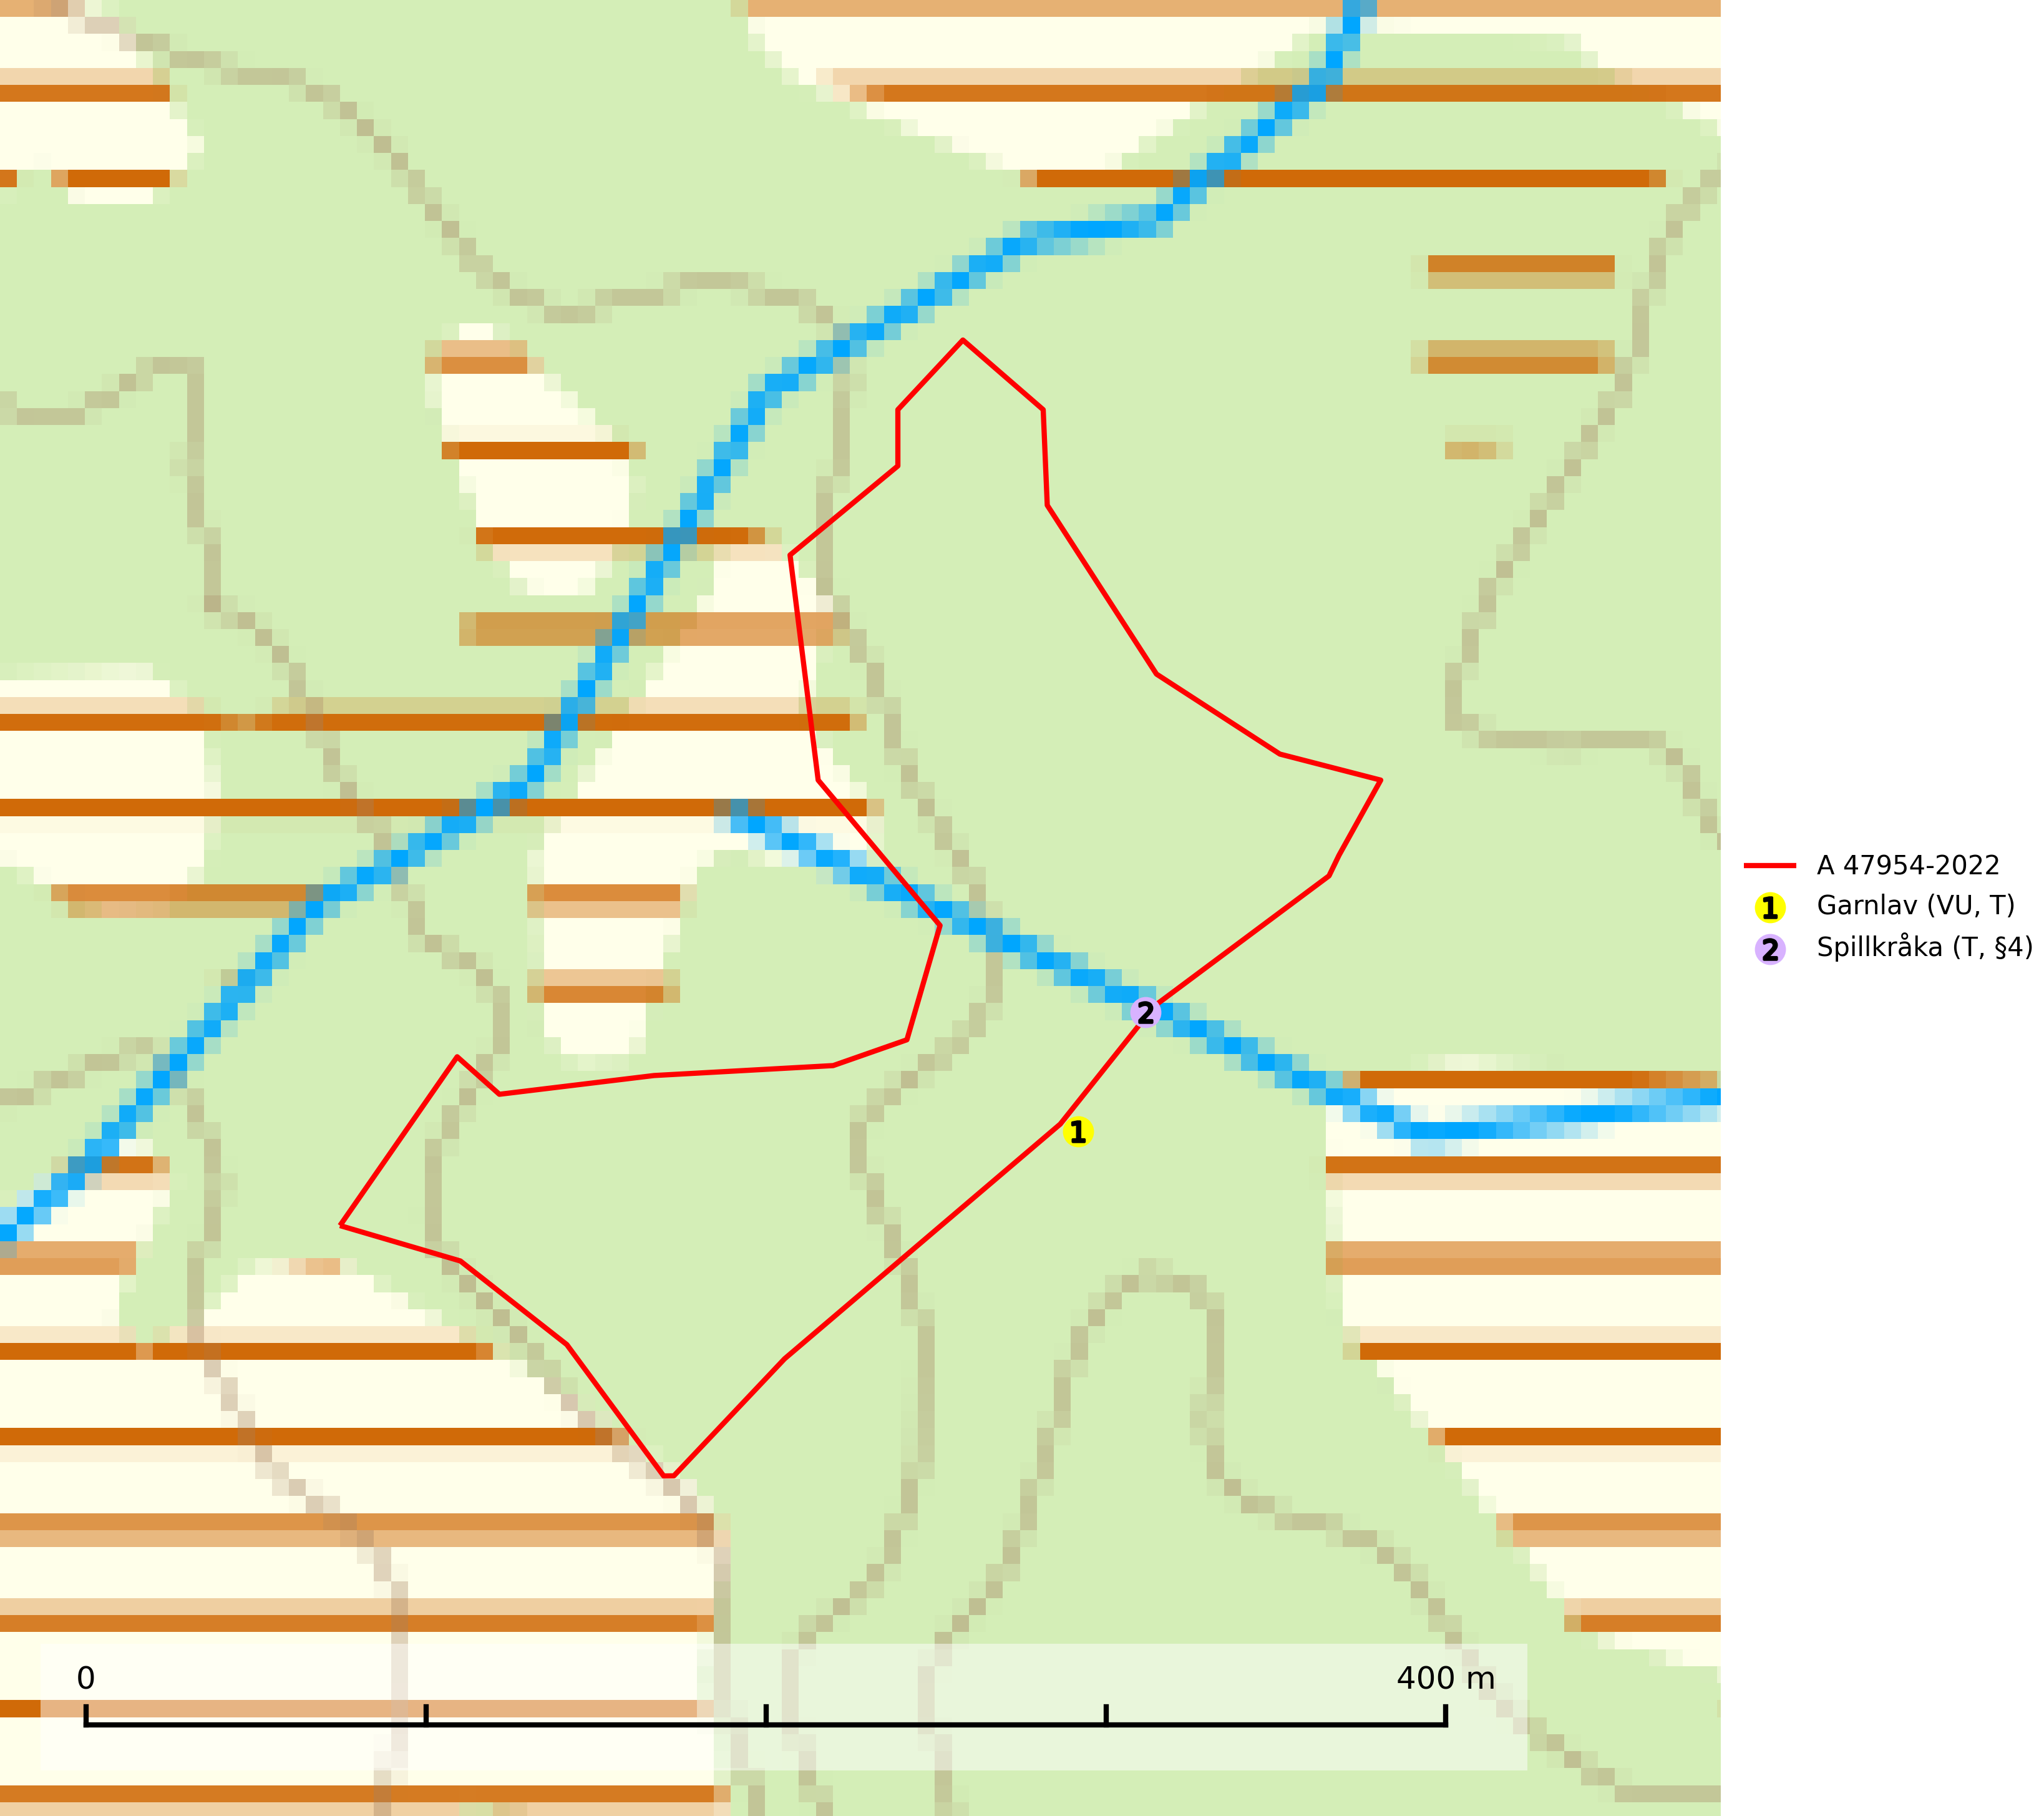 A 47954-2022
1 Garnlav (VU, T)
2 Spillkråka (T, §4)
2
1
0 400 m